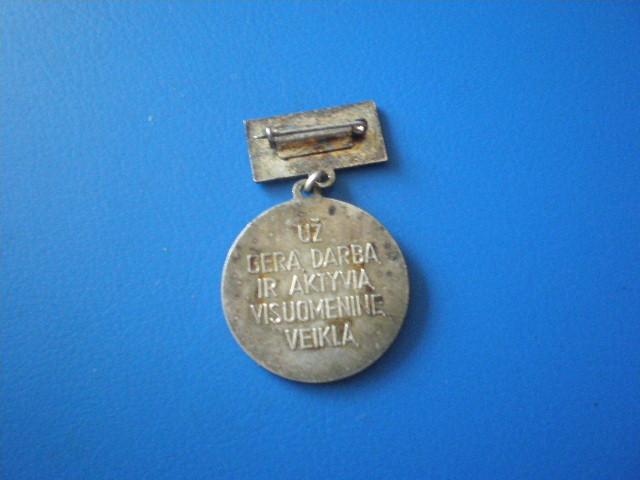 UŽ
GERĄ DARBĄ
IR AKTYVIĄ
VISUOMENINĘ
VEIKLĄ